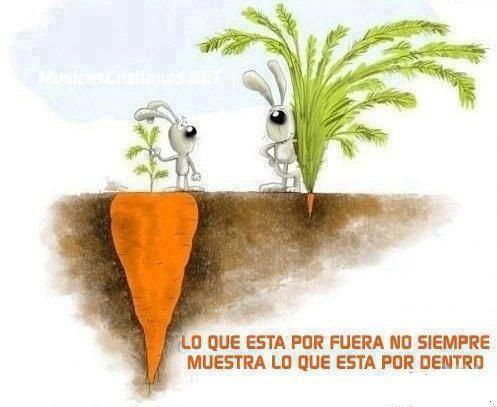 MusicasCristianas.NET
LO QUE ESTA POR FUERA NO SIEMPRE
MUESTRA LO QUE ESTA POR DENTRO